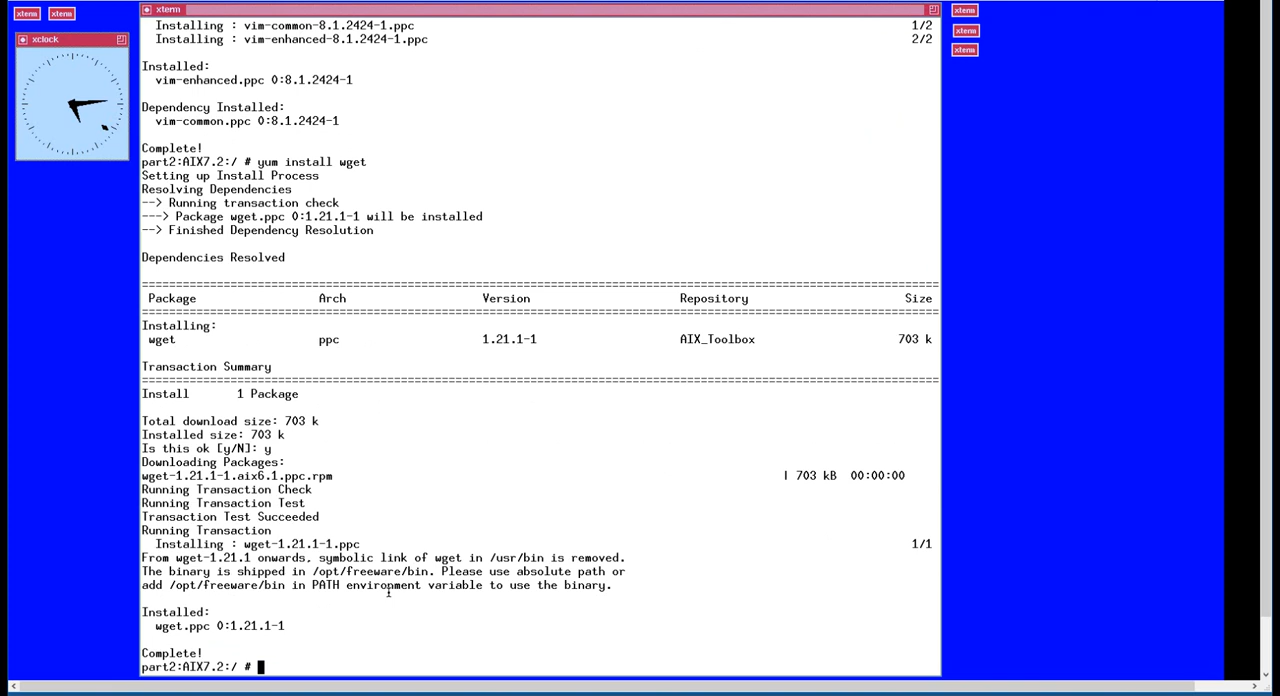 xterm
xterm
xclock
xterm
xterm
xterm
xterm
Installing : vim-common-8.1.2424-1.ppc 1/2
Installing : vim-enhanced-8.1.2424-1.ppc 2/2
Installed:
vim-enhanced.ppc 0:8.1.2424-1
Dependency Installed:
vim-common.ppc 0:8.1.2424-1
Complete!
part2:AIX7.2:/ # yum install wget
Setting up Install Process
Resolving Dependencies
--> Running transaction check
---> Package wget.ppc 0:1.21.1-1 will be installed
--> Finished Dependency Resolution
Dependencies Resolved
================================================================================
Package Arch Version Repository Size
================================================================================
Installing:
wget ppc 1.21.1-1 AIX_Toolbox 703 k
Transaction Summary
================================================================================
Install 1 Package
Total download size: 703 k
Installed size: 703 k
Is this ok [y/N]: y
Downloading Packages:
wget-1.21.1-1.aix6.1.ppc.rpm | 703 kB 00:00:00
Running Transaction Check
Running Transaction Test
Transaction Test Succeeded
Running Transaction
Installing : wget-1.21.1-1.ppc 1/1
From wget-1.21.1 onwards, symbolic link of wget in /usr/bin is removed.
The binary is shipped in /opt/freeware/bin. Please use absolute path or
add /opt/freeware/bin in PATH environment variable to use the binary.
Installed:
wget.ppc 0:1.21.1-1
Complete!
part2:AIX7.2:/ #